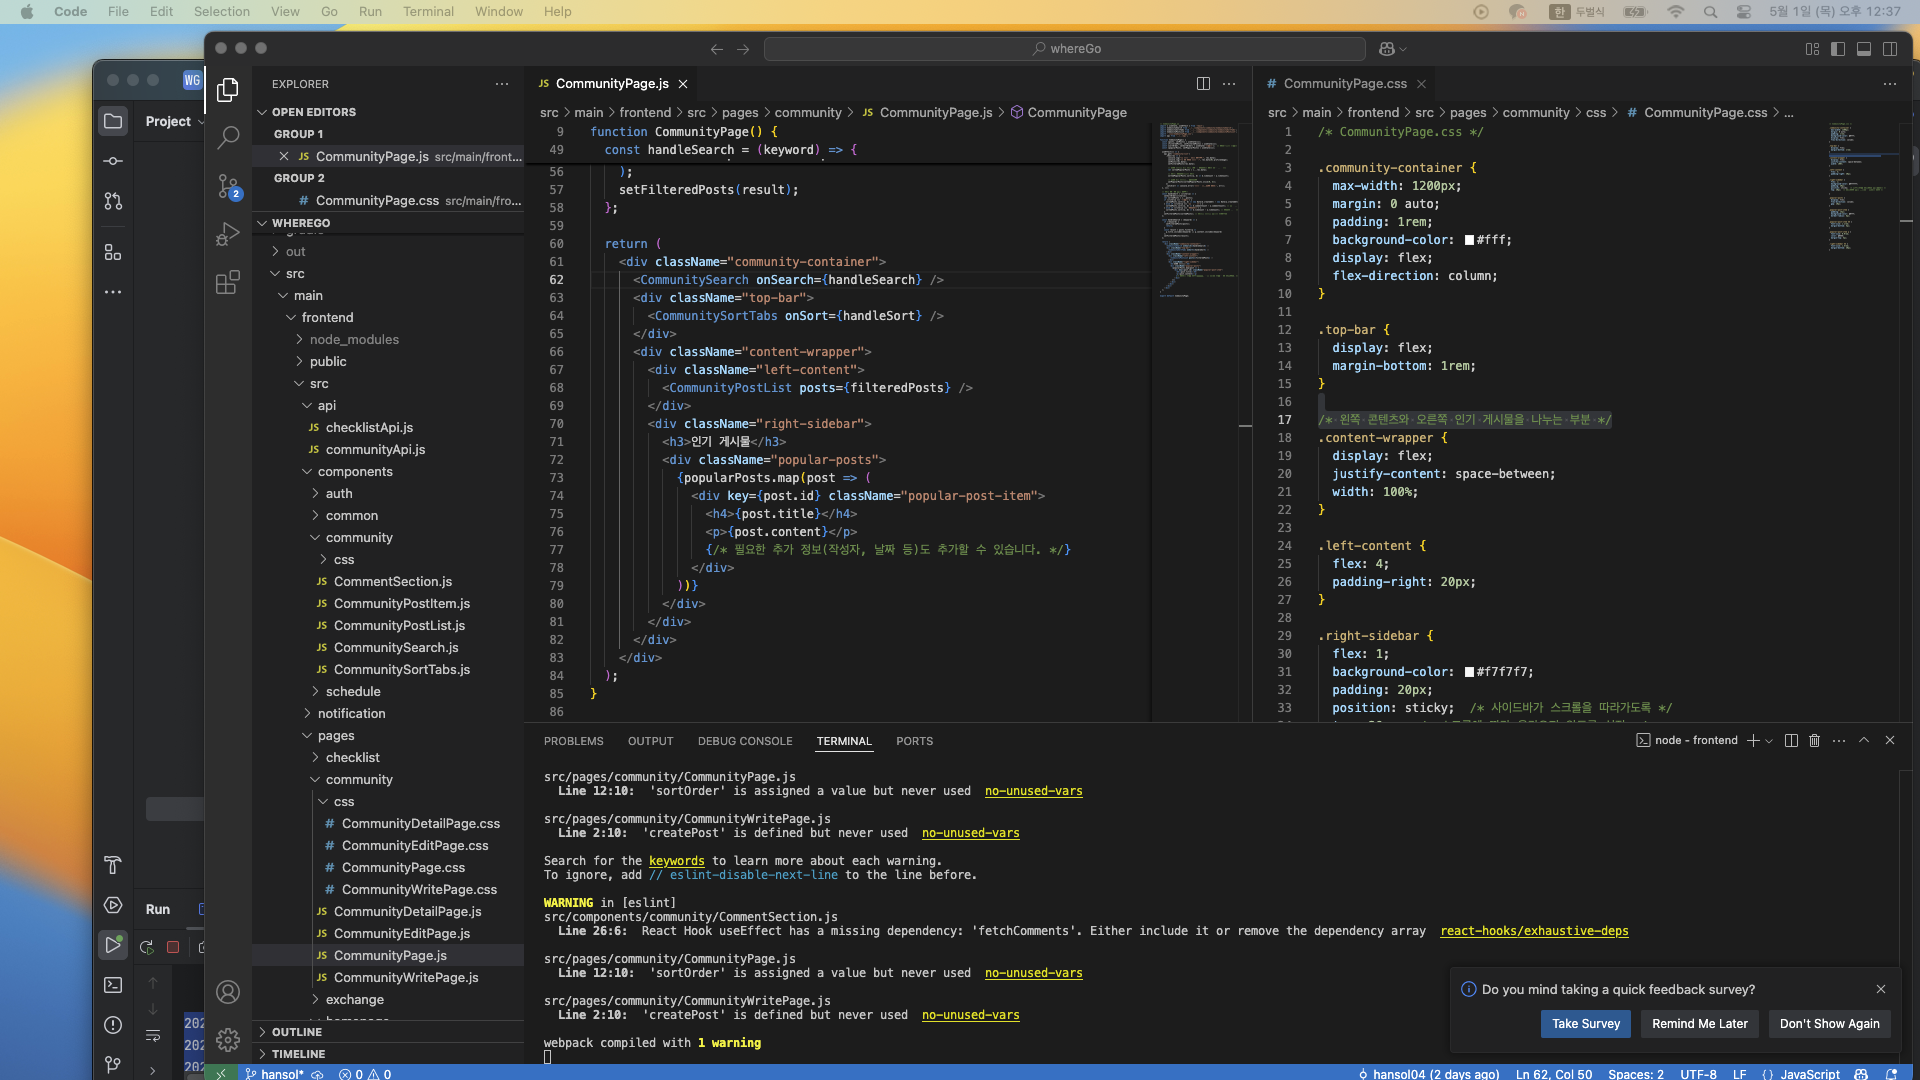 Code File Edit Selection View Go Run Terminal Window Help
한 두벌식 5월 1일 (목) 오후 12:37
WG
Project
Run
whereGo
EXPLORER
OPEN EDITORS
GROUP 1
JS CommunityPage.js src/main/front...
GROUP 2
# CommunityPage.css src/main/fro...
2
WHEREGO
out
src
main
frontend
node_modules
public
src
api
JS checklistApi.js
JS communityApi.js
components
auth
common
community
css
JS CommentSection.js
JS CommunityPostItem.js
JS CommunityPostList.js
JS CommunitySearch.js
JS CommunitySortTabs.js
schedule
notification
pages
checklist
community
css
# CommunityDetailPage.css
# CommunityEditPage.css
# CommunityPage.css
# CommunityWritePage.css
JS CommunityDetailPage.js
JS CommunityEditPage.js
JS CommunityPage.js
JS CommunityWritePage.js
exchange
OUTLINE
TIMELINE
JS CommunityPage.js
src > main > frontend > src > pages > community > JS CommunityPage.js > CommunityPage
9 function CommunityPage() {
49 const handleSearch = (keyword) => {
56 );
57 setFilteredPosts(result);
58 };
59
60 return (
61 <div className="community-container">
62 <CommunitySearch onSearch={handleSearch} />
63 <div className="top-bar">
64 <CommunitySortTabs onSort={handleSort} />
65 </div>
66 <div className="content-wrapper">
67 <div className="left-content">
68 <CommunityPostList posts={filteredPosts} />
69 </div>
70 <div className="right-sidebar">
71 <h3>인기 게시물</h3>
72 <div className="popular-posts">
73 {popularPosts.map(post => (
74 <div key={post.id} className="popular-post-item">
75 <h4>{post.title}</h4>
76 <p>{post.content}</p>
77 {/* 필요한 추가 정보(작성자, 날짜 등)도 추가할 수 있습니다. */}
78 </div>
79 ))}
80 </div>
81 </div>
82 </div>
83 </div>
84 );
85 }
86
# CommunityPage.css
src > main > frontend > src > pages > community > css > # CommunityPage.css > ...
1 /* CommunityPage.css */
2
3 .community-container {
4 max-width: 1200px;
5 margin: 0 auto;
6 padding: 1rem;
7 background-color: #fff;
8 display: flex;
9 flex-direction: column;
10 }
11
12 .top-bar {
13 display: flex;
14 margin-bottom: 1rem;
15 }
16
17 /* 왼쪽 콘텐츠와 오른쪽 인기 게시물을 나누는 부분 */
18 .content-wrapper {
19 display: flex;
20 justify-content: space-between;
21 width: 100%;
22 }
23
24 .left-content {
25 flex: 4;
26 padding-right: 20px;
27 }
28
29 .right-sidebar {
30 flex: 1;
31 background-color: #f7f7f7;
32 padding: 20px;
33 position: sticky; /* 사이드바가 스크롤을 따라가도록 */
PROBLEMS OUTPUT DEBUG CONSOLE TERMINAL PORTS
node - frontend
src/pages/community/CommunityPage.js
Line 12:10: 'sortOrder' is assigned a value but never used no-unused-vars
src/pages/community/CommunityWritePage.js
Line 2:10: 'createPost' is defined but never used no-unused-vars
Search for the keywords to learn more about each warning.
To ignore, add // eslint-disable-next-line to the line before.
WARNING in [eslint]
src/components/community/CommentSection.js
Line 26:6: React Hook useEffect has a missing dependency: 'fetchComments'. Either include it or remove the dependency array react-hooks/exhaustive-deps
src/pages/community/CommunityPage.js
Line 12:10: 'sortOrder' is assigned a value but never used no-unused-vars
src/pages/community/CommunityWritePage.js
Line 2:10: 'createPost' is defined but never used no-unused-vars
webpack compiled with 1 warning
Do you mind taking a quick feedback survey?
Take Survey Remind Me Later Don't Show Again
hansol* 0 0
hansol04 (2 days ago) Ln 62, Col 50 Spaces: 2 UTF-8 LF {} JavaScript